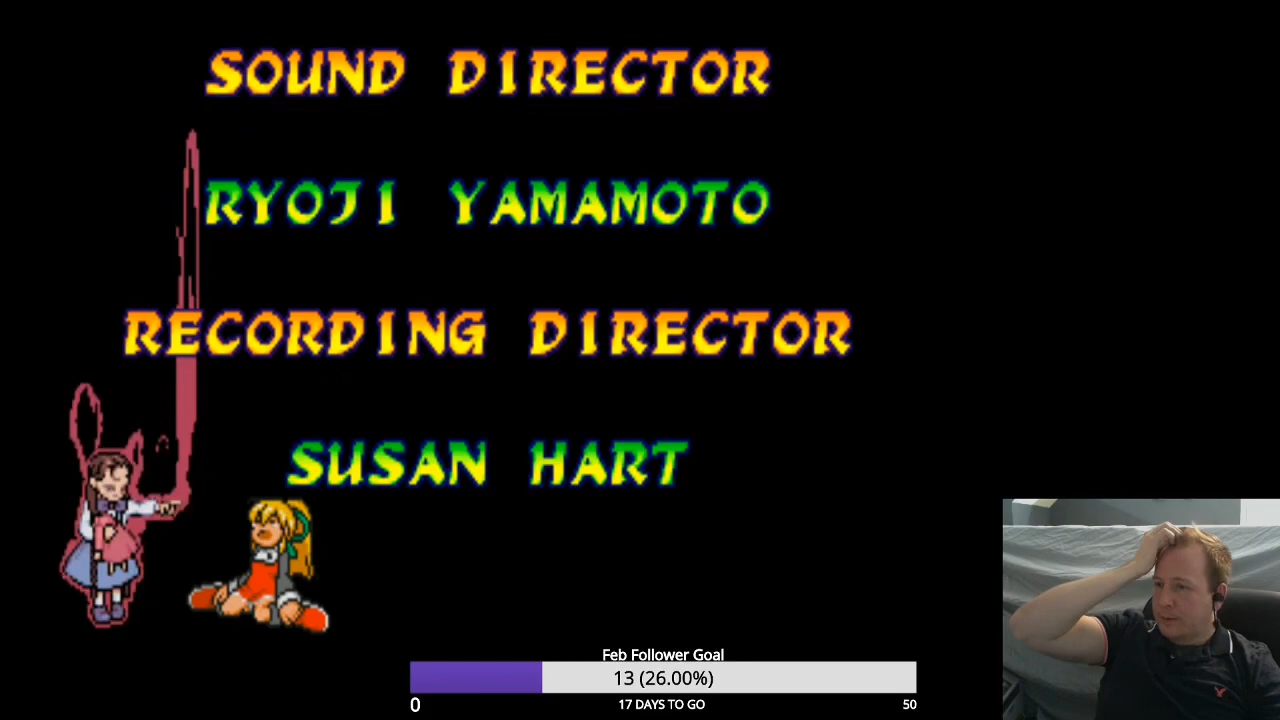 SOUND DIRECTOR
RYOJI YAMAMOTO
RECORDING DIRECTOR
SUSAN HART
Feb Follower Goal
13 (26.00%)
0
17 DAYS TO GO
50